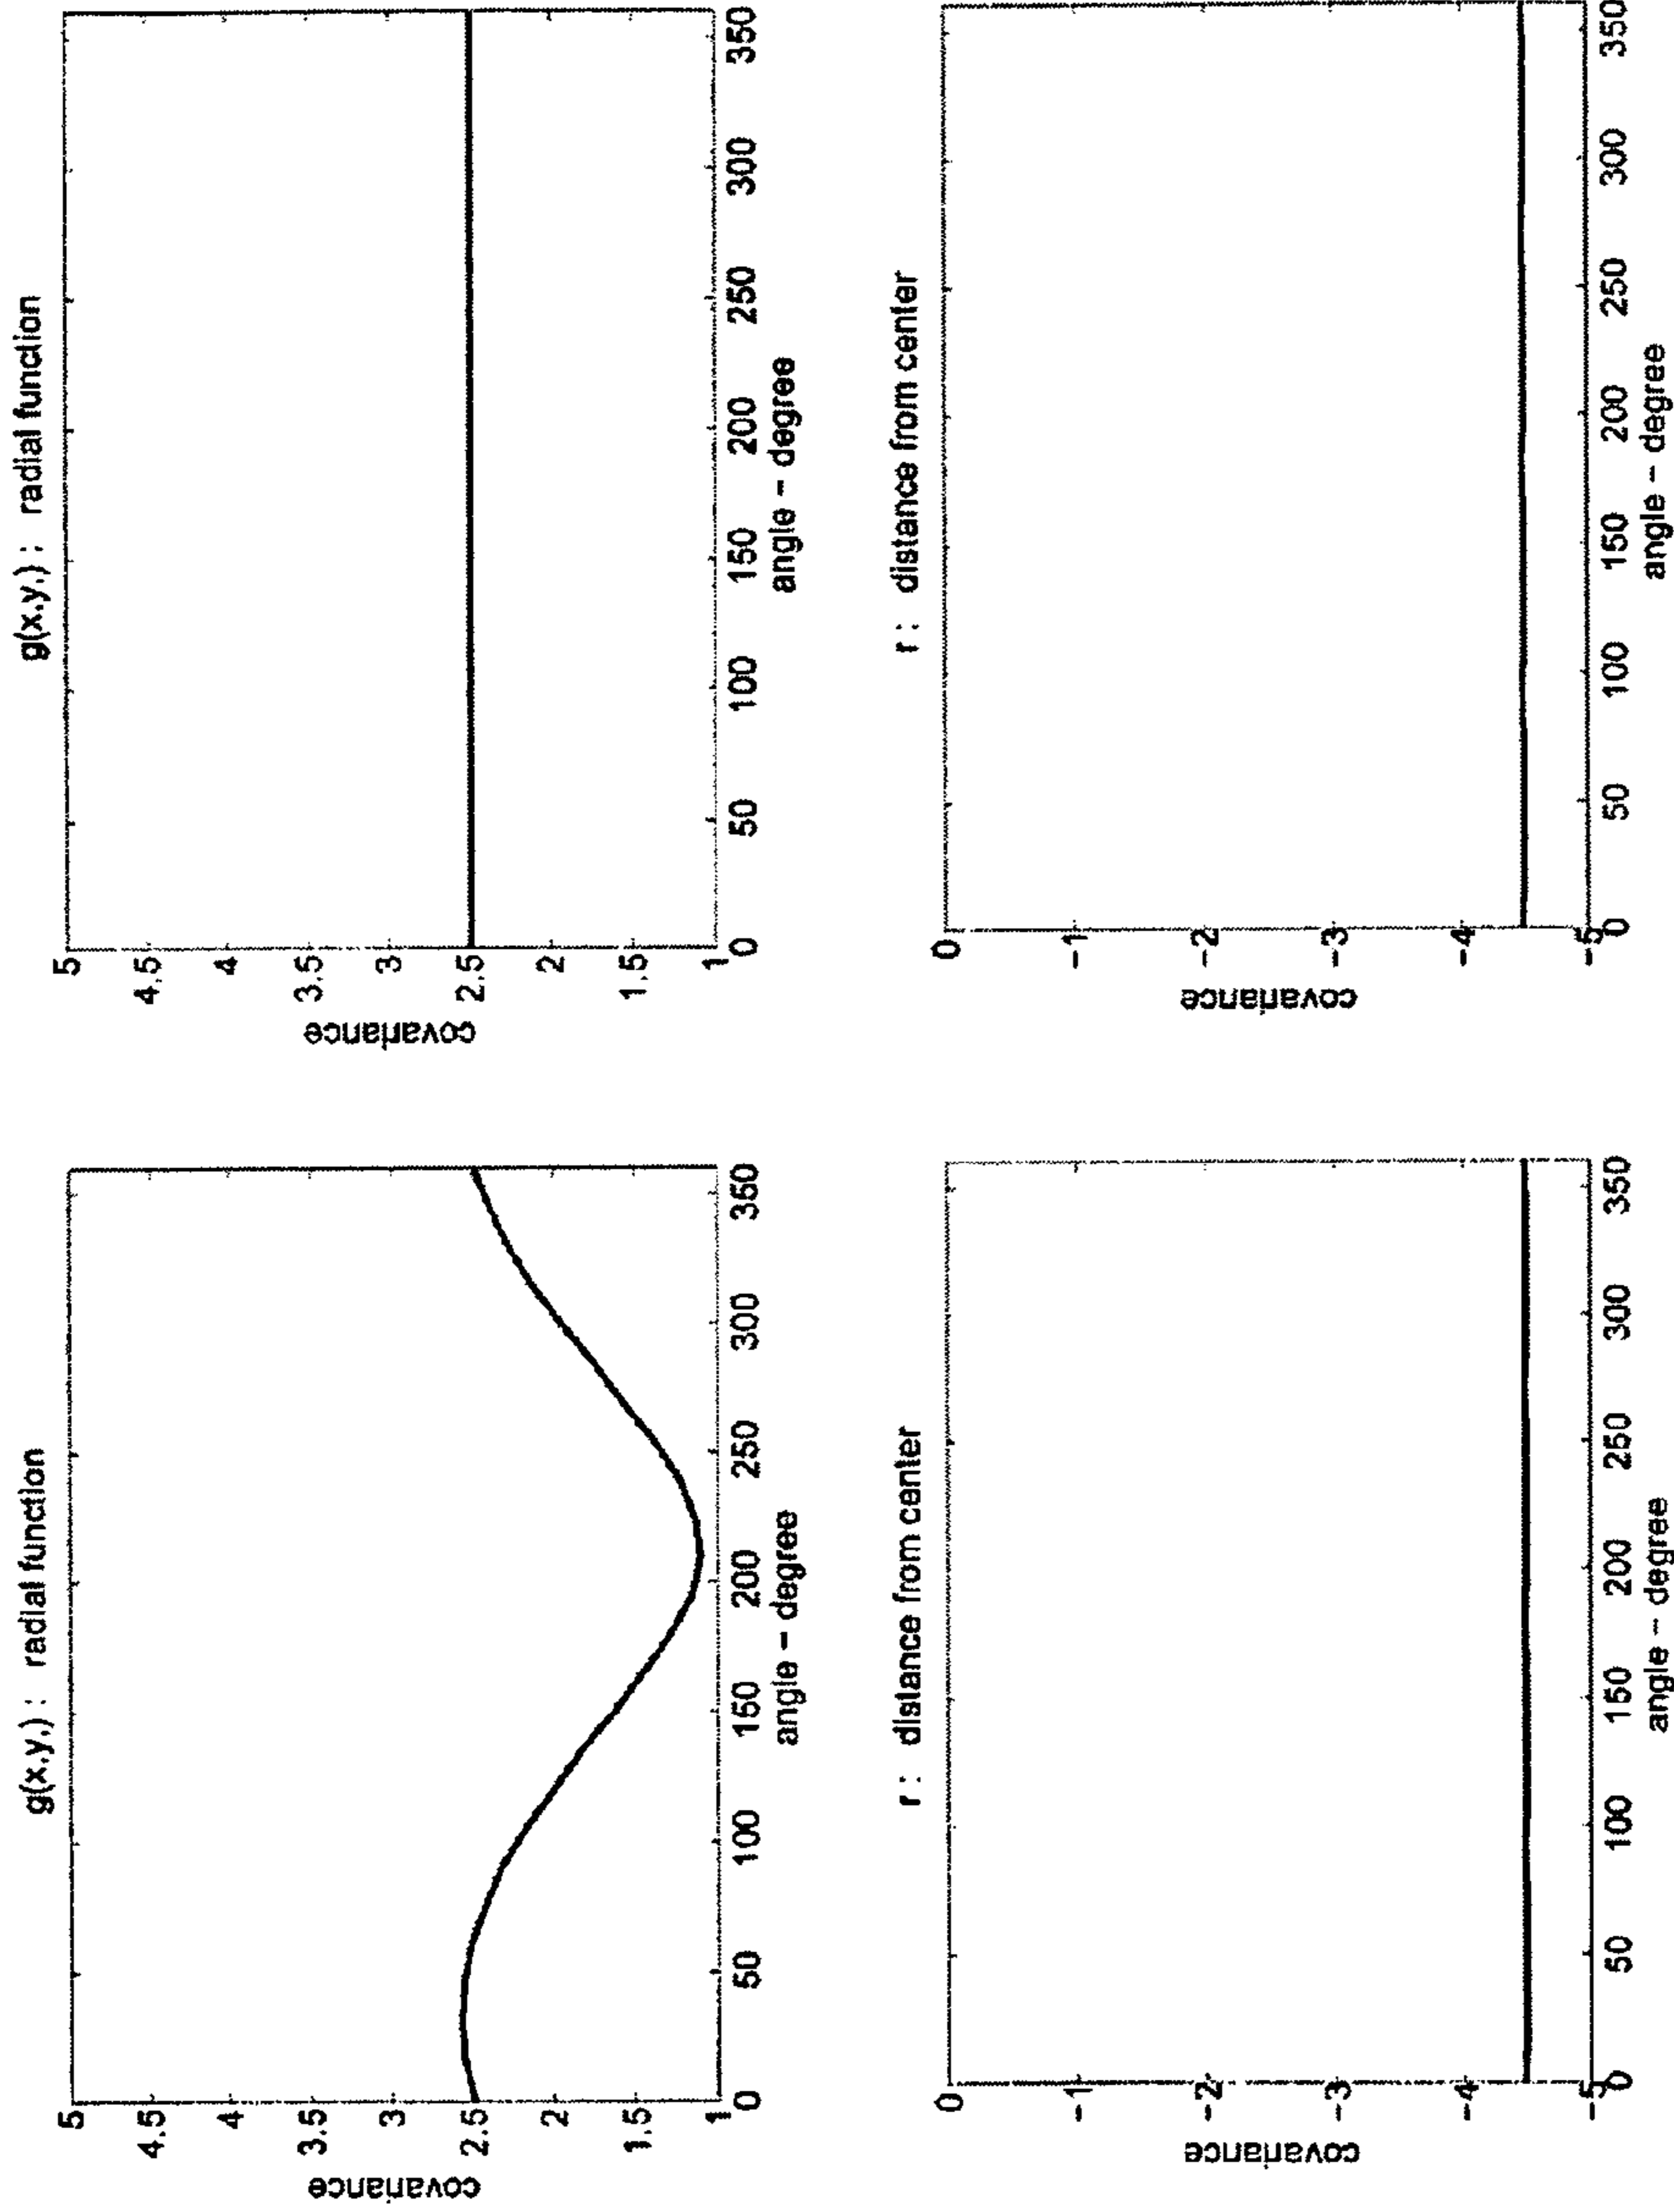 g(x,y,) : radial function
5
4.5
4
3.5
3
2.5
2
1.5
1
covariance
0 50 100 150 200 250 300 350
angle – degree
g(x,y,) : radial function
5
4.5
4
3.5
3
2.5
2
1.5
1
covariance
0 50 100 150 200 250 300 350
angle – degree
r : distance from center
0
-1
-2
-3
-4
-5
covariance
0 50 100 150 200 250 300 350
angle – degree
r : distance from center
0
-1
-2
-3
-4
-5
covariance
0 50 100 150 200 250 300 350
angle – degree